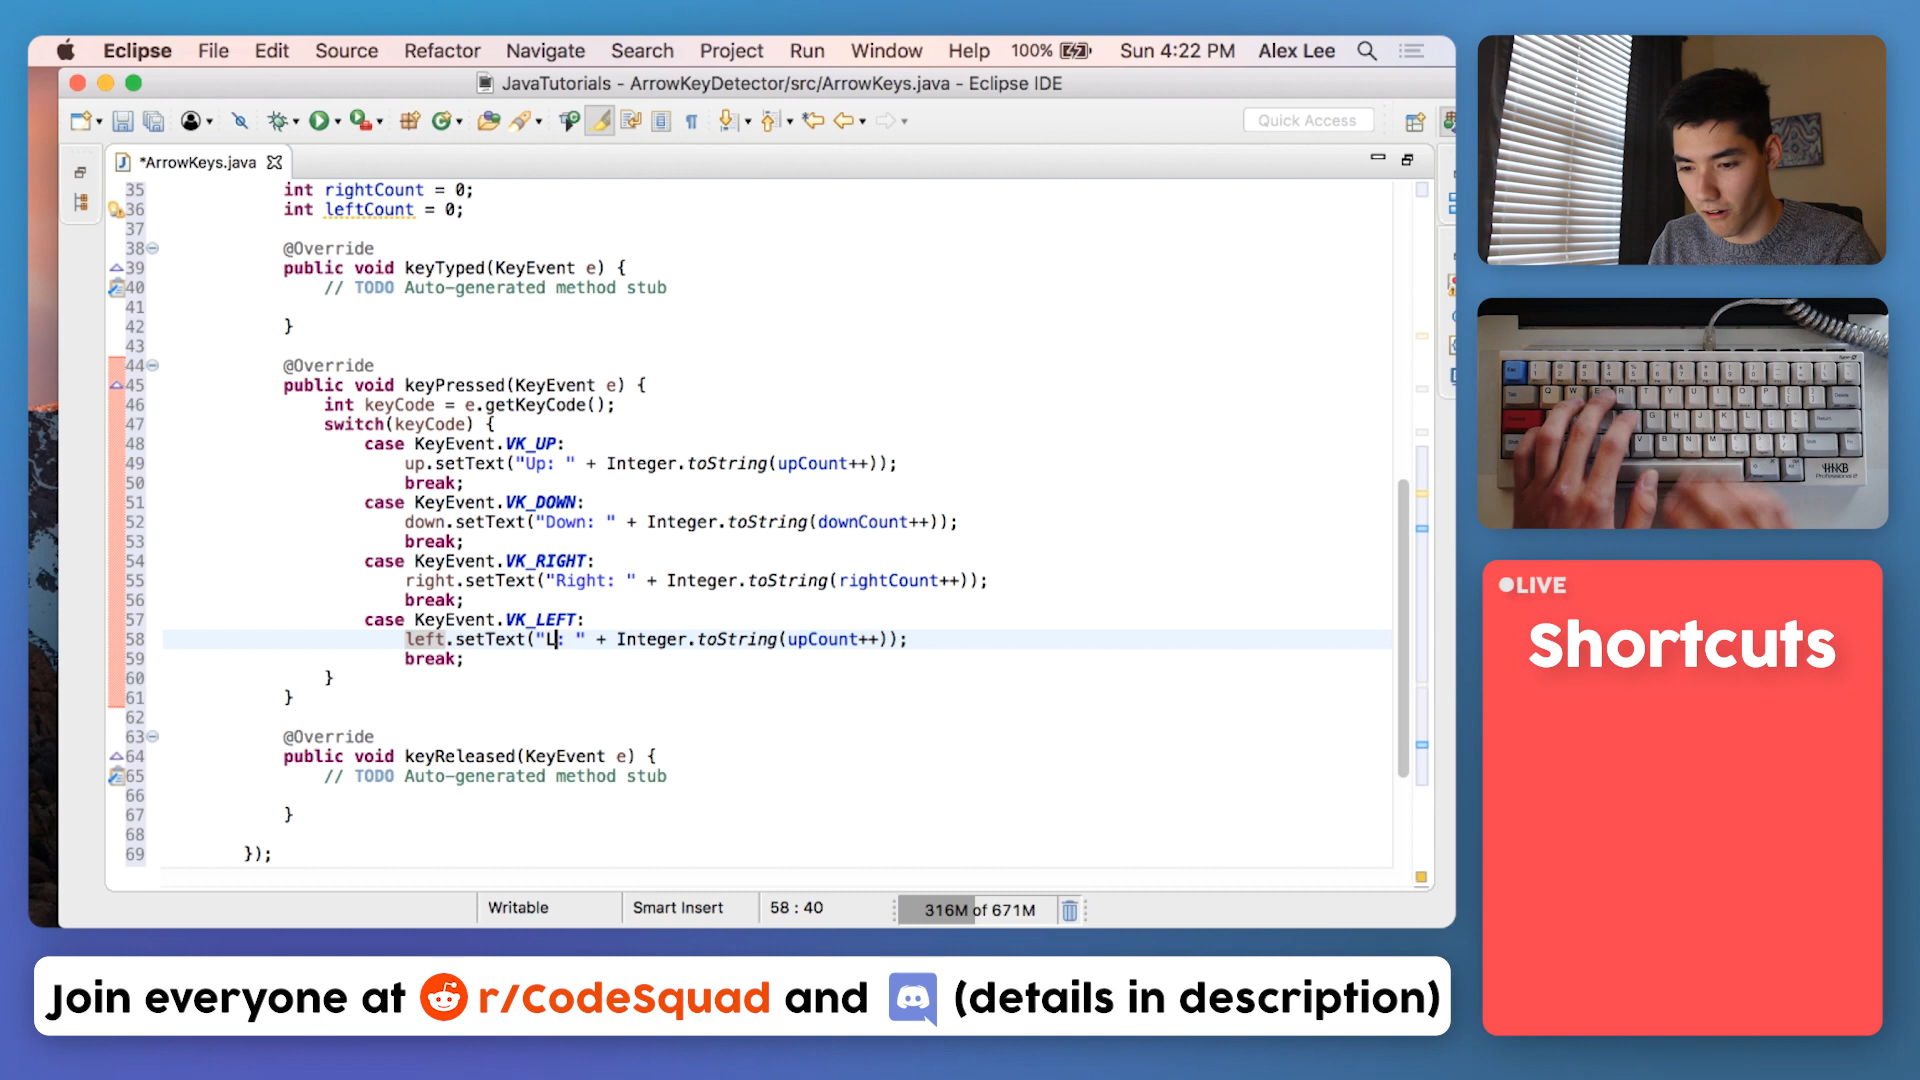 Eclipse File Edit Source Refactor Navigate Search Project Run Window Help 100% Sun 4:22 PM Alex Lee
JavaTutorials - ArrowKeyDetector/src/ArrowKeys.java - Eclipse IDE
Quick Access
*ArrowKeys.java
35 int rightCount = 0;
36 int leftCount = 0;
37
38 @Override
39 public void keyTyped(KeyEvent e) {
40 // TODO Auto-generated method stub
41
42 }
43
44 @Override
45 public void keyPressed(KeyEvent e) {
46 int keyCode = e.getKeyCode();
47 switch(keyCode) {
48 case KeyEvent.VK_UP:
49 up.setText("Up: " + Integer.toString(upCount++));
50 break;
51 case KeyEvent.VK_DOWN:
52 down.setText("Down: " + Integer.toString(downCount++));
53 break;
54 case KeyEvent.VK_RIGHT:
55 right.setText("Right: " + Integer.toString(rightCount++));
56 break;
57 case KeyEvent.VK_LEFT:
58 left.setText("L: " + Integer.toString(upCount++));
59 break;
60 }
61 }
62
63 @Override
64 public void keyReleased(KeyEvent e) {
65 // TODO Auto-generated method stub
66
67 }
68
69 });
Writable Smart Insert 58 : 40 316M of 671M
HHKB
Professional
LIVE
Shortcuts
Join everyone at r/CodeSquad and (details in description)